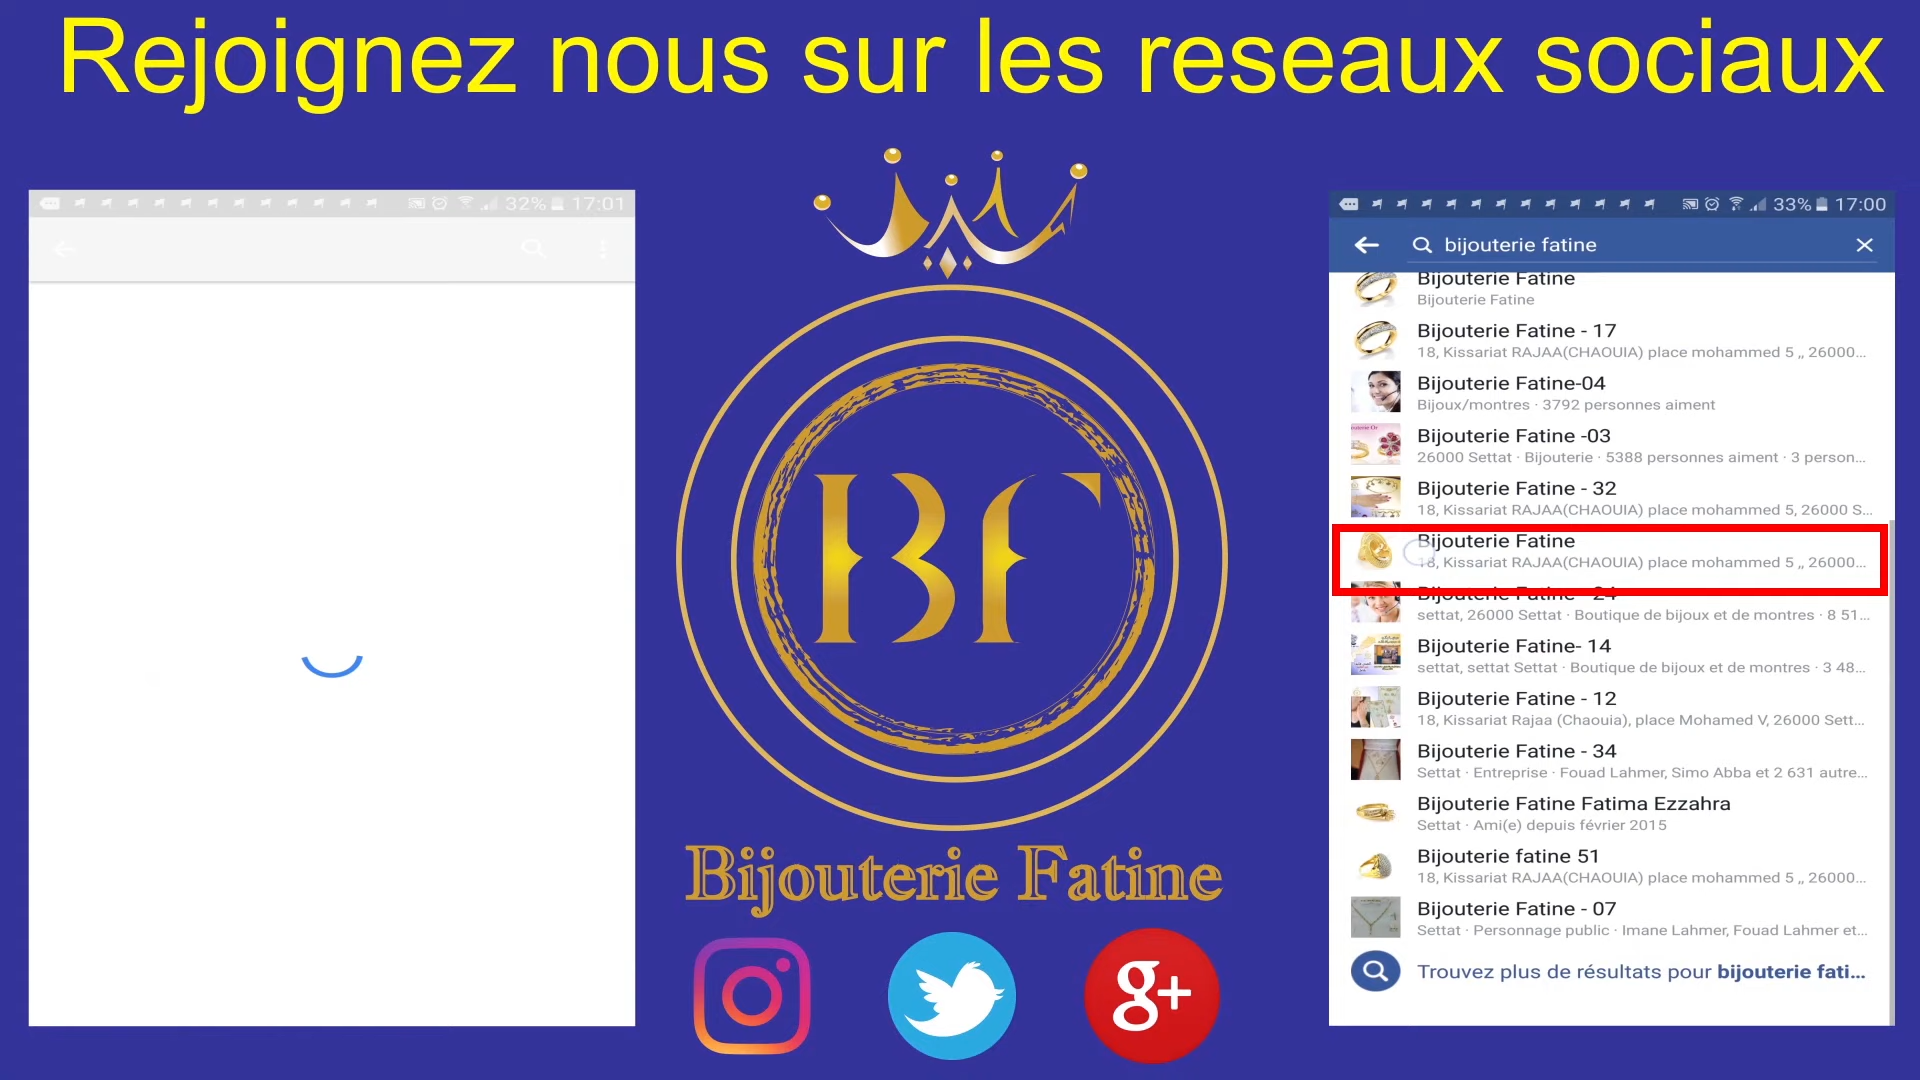 Rejoignez nous sur les reseaux sociaux
32% 17:01
BF
Bijouterie Fatine
g+
33% 17:00
bijouterie fatine
Bijouterie Fatine
Bijouterie Fatine
Bijouterie Fatine - 17
18, Kissariat RAJAA(CHAOUIA) place mohammed 5 ,, 26000...
Bijouterie Fatine-04
Bijoux/montres · 3792 personnes aiment
Bijouterie Fatine -03
26000 Settat · Bijouterie · 5388 personnes aiment · 3 person...
Bijouterie Fatine - 32
18, Kissariat RAJAA(CHAOUIA) place mohammed 5, 26000 S...
Bijouterie Fatine
18, Kissariat RAJAA(CHAOUIA) place mohammed 5 ,, 26000...
Bijouterie Fatine - 24
settat, 26000 Settat · Boutique de bijoux et de montres · 8 51...
Bijouterie Fatine- 14
settat, settat Settat · Boutique de bijoux et de montres · 3 48...
Bijouterie Fatine - 12
18, Kissariat Rajaa (Chaouia), place Mohamed V, 26000 Sett...
Bijouterie Fatine - 34
Settat · Entreprise · Fouad Lahmer, Simo Abba et 2 631 autre...
Bijouterie Fatine Fatima Ezzahra
Settat · Ami(e) depuis février 2015
Bijouterie fatine 51
18, Kissariat RAJAA(CHAOUIA) place mohammed 5 ,, 26000...
Bijouterie Fatine - 07
Settat · Personnage public · Imane Lahmer, Fouad Lahmer et...
Trouvez plus de résultats pour bijouterie fati...